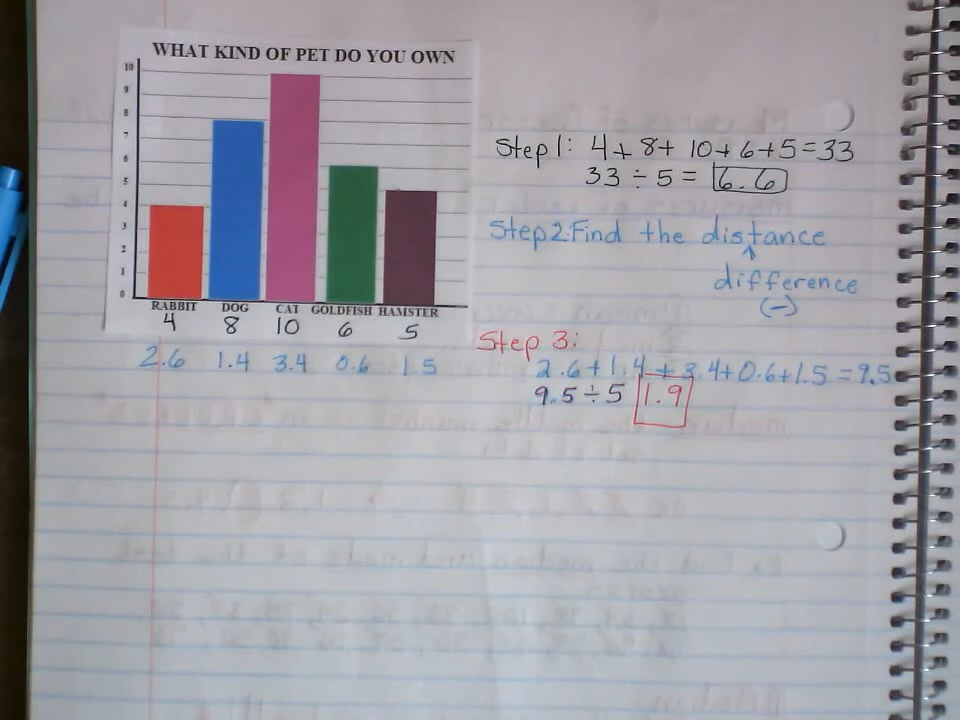 WHAT KIND OF PET DO YOU OWN
10
9
8
7
6
5
4
3
2
1
0
RABBIT DOG CAT GOLDFISH HAMSTER
4 8 10 6 5
2.6 1.4 3.4 0.6 1.5
Step 1: 4+8+10+6+5=33
33÷5= 6.6
Step 2: Find the distance
difference
(-)
Step 3:
2.6+1.4+3.4+0.6+1.5=9.5
9.5÷5 1.9